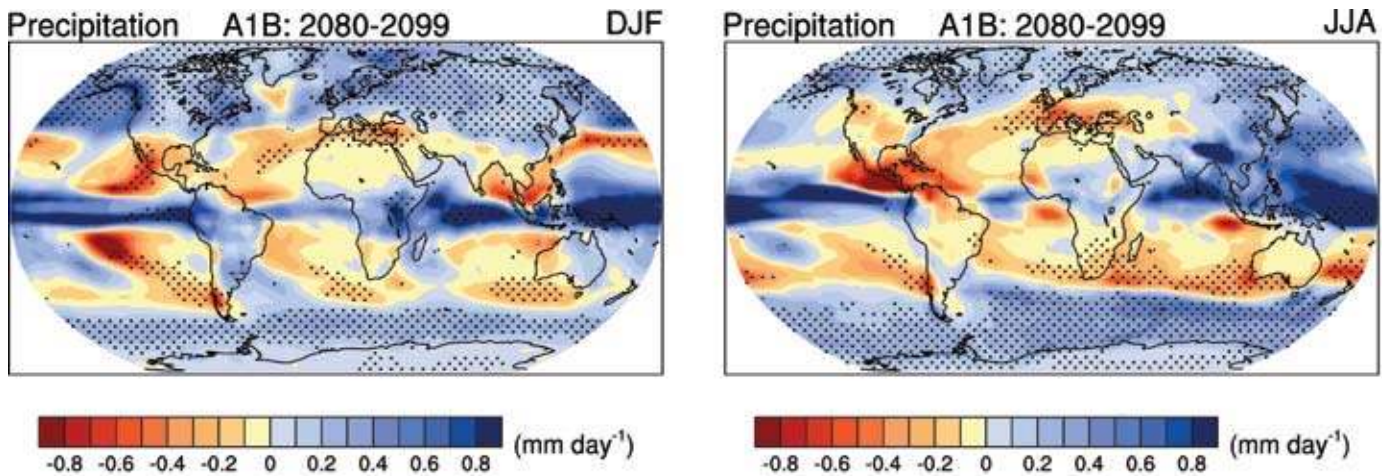 Precipitation A1B: 2080-2099 DJF
-0.8 -0.6 -0.4 -0.2 0 0.2 0.4 0.6 0.8 (mm day⁻¹)
Precipitation A1B: 2080-2099 JJA
-0.8 -0.6 -0.4 -0.2 0 0.2 0.4 0.6 0.8 (mm day⁻¹)